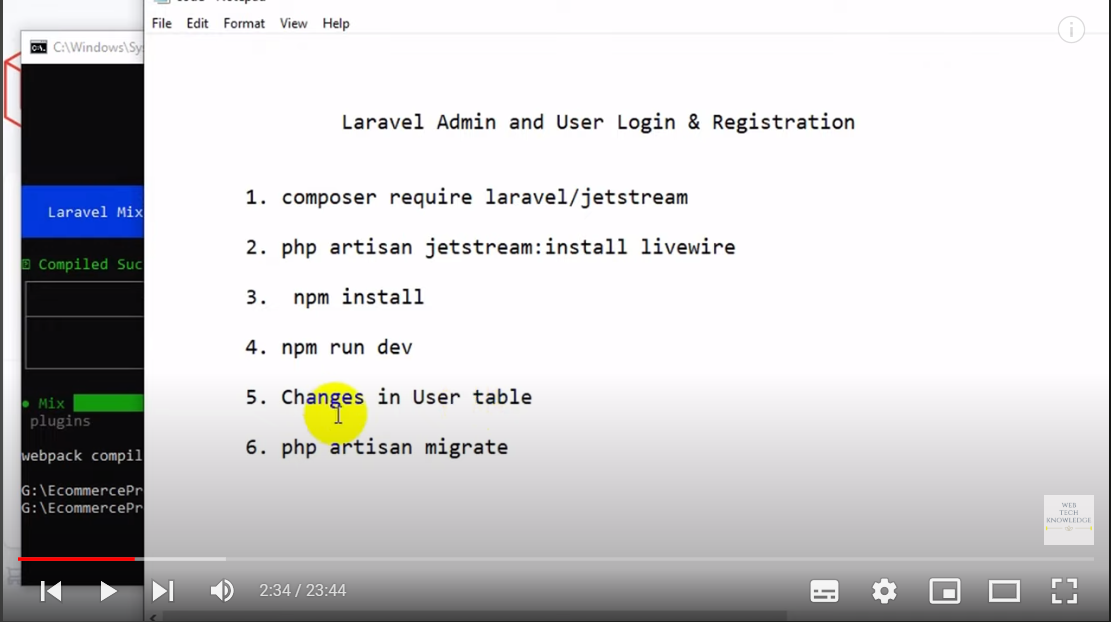 File Edit Format View Help
C:\Windows\Sy
Laravel Admin and User Login & Registration
1. composer require laravel/jetstream
Laravel Mix
2. php artisan jetstream:install livewire
Compiled Suc
3. npm install
4. npm run dev
5. Changes in User table
Mix
plugins
6. php artisan migrate
webpack compil
G:\EcommercePr
G:\EcommercePr
WEB
TECH
KNOWLEDGE
2:34 / 23:44